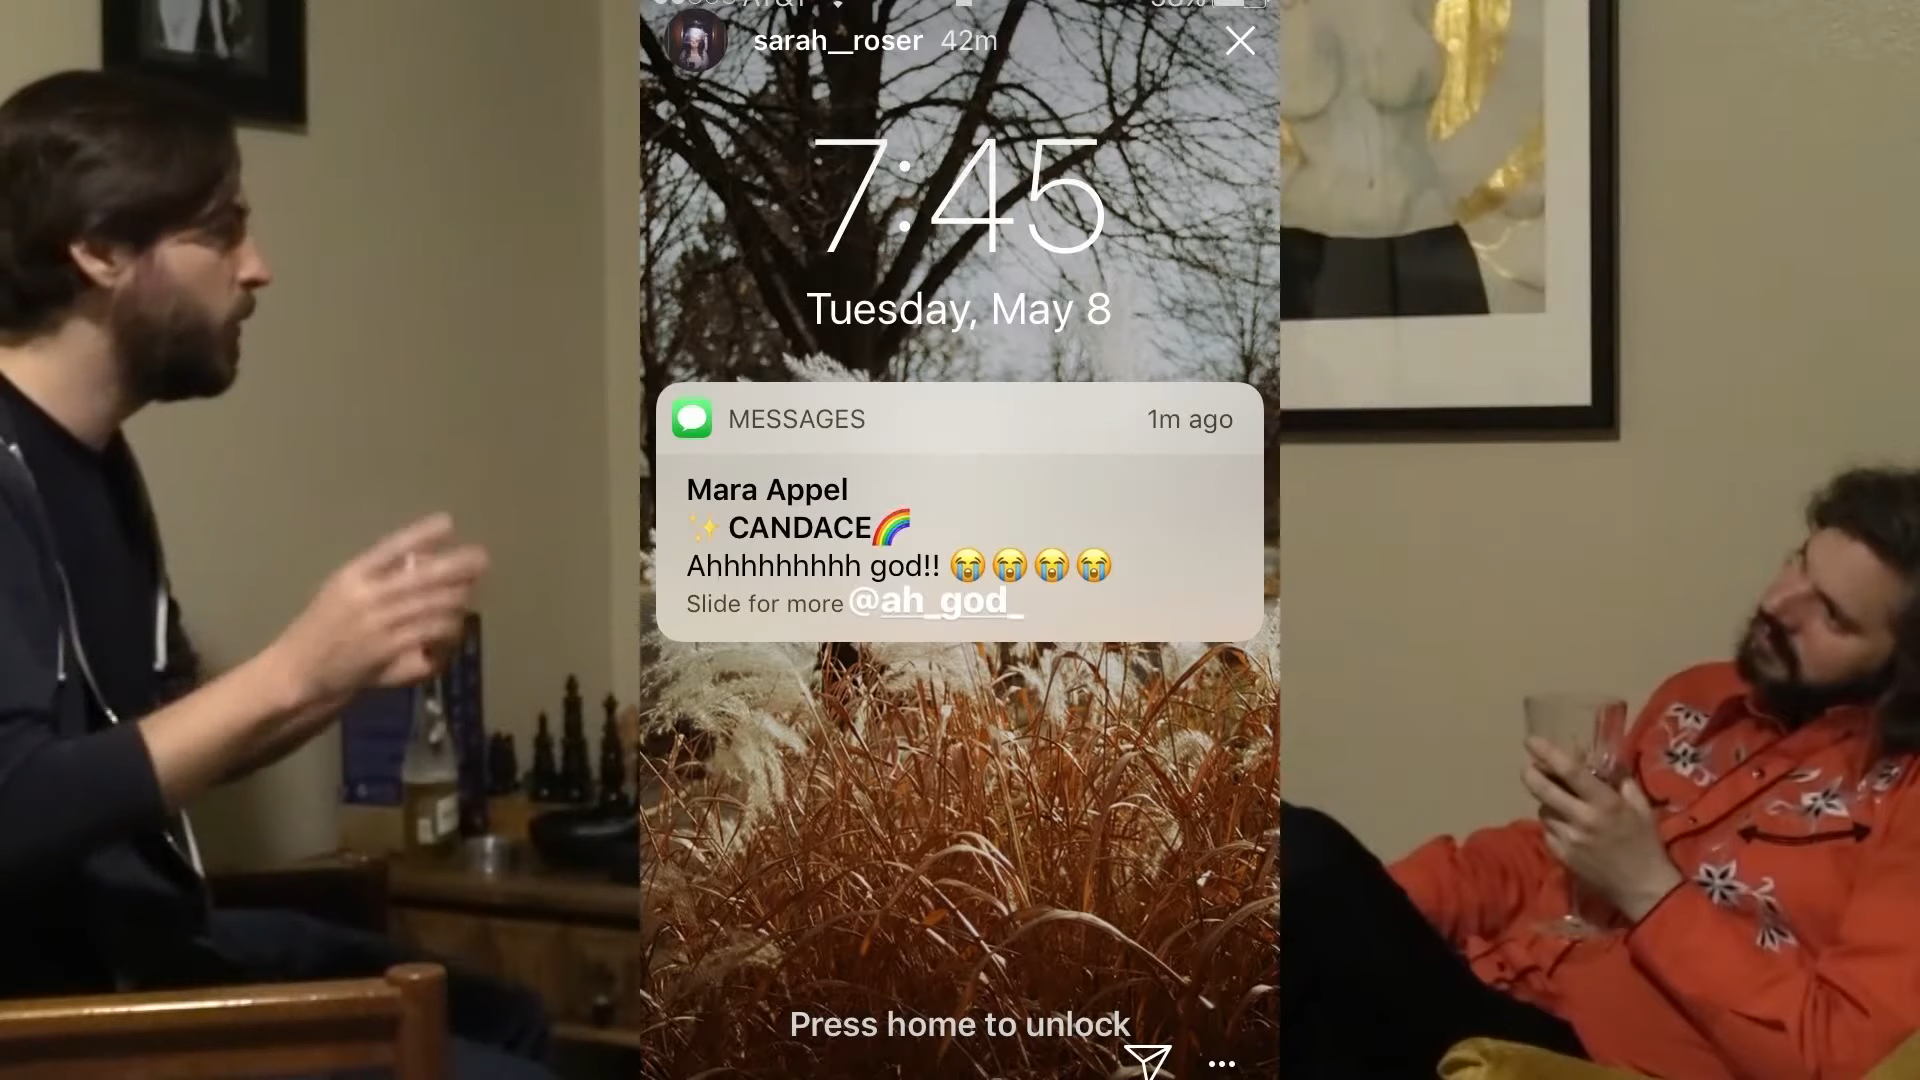 sarah__roser 42m
7:45
Tuesday, May 8
MESSAGES 1m ago
Mara Appel
✨ CANDACE🌈
Ahhhhhhhhh god!! 😭😭😭😭
Slide for more @ah_god_
Press home to unlock